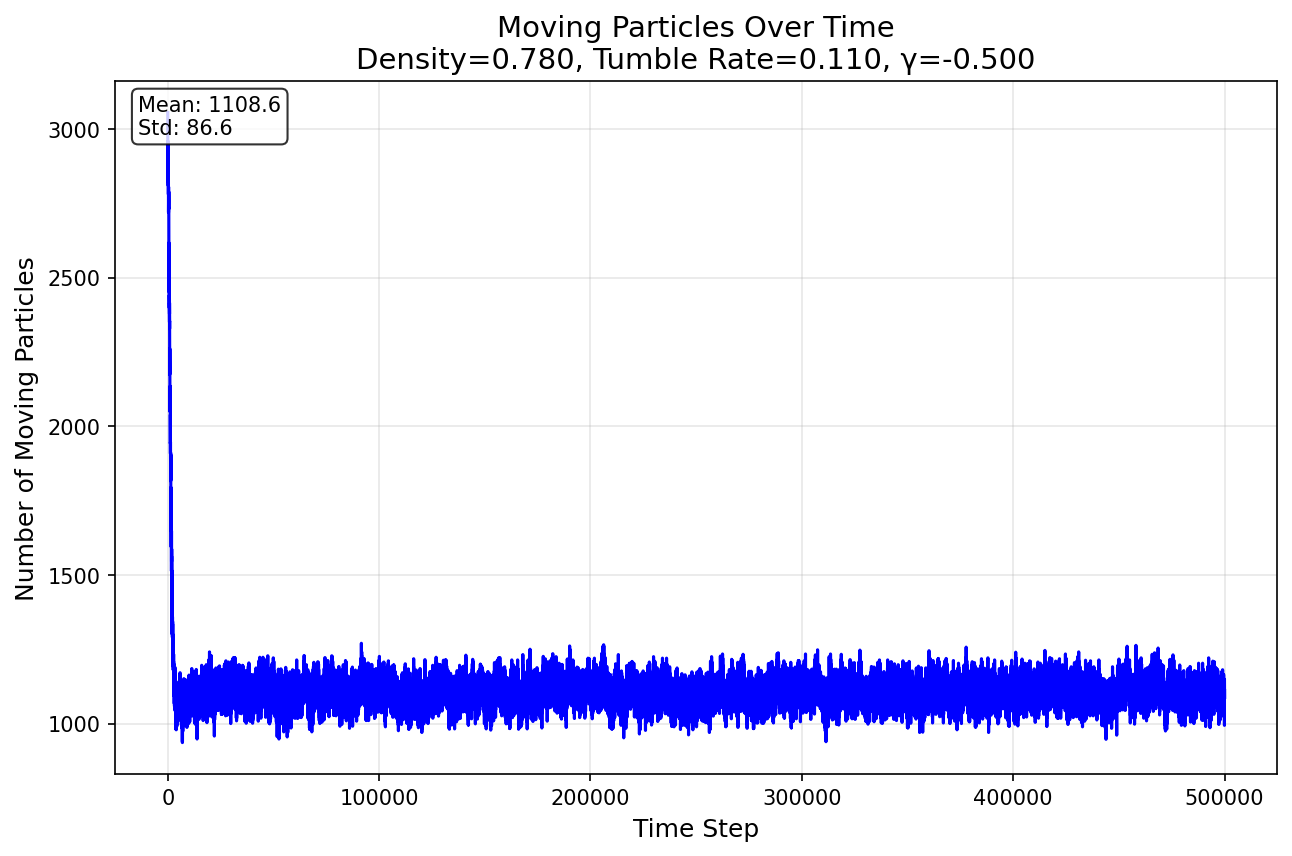 Moving Particles Over Time
Density=0.780, Tumble Rate=0.110, γ=-0.500
Mean: 1108.6
Std: 86.6
Number of Moving Particles
3000
2500
2000
1500
1000
0
100000
200000
300000
400000
500000
Time Step